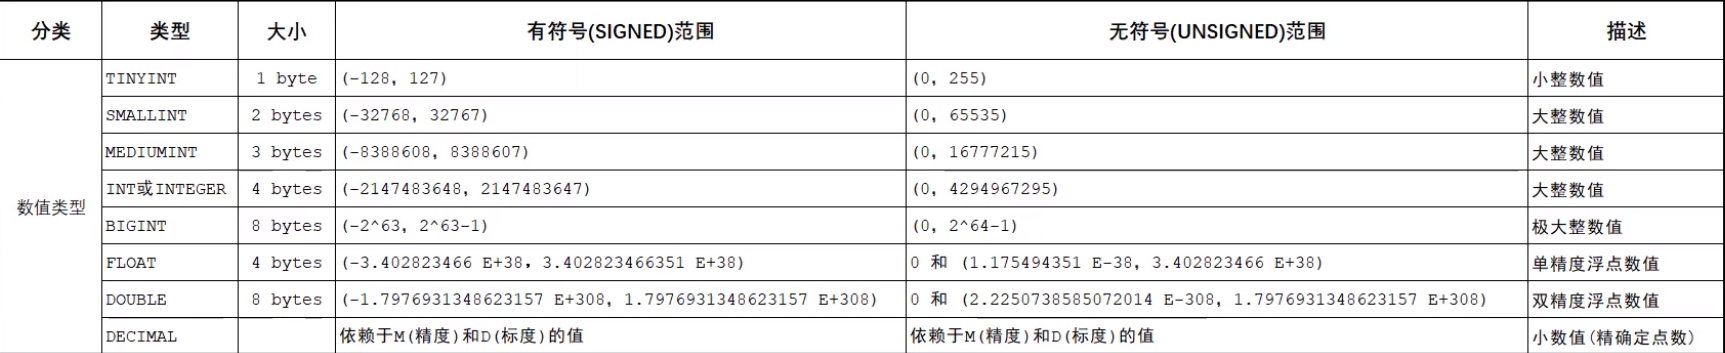 分类 类型 大小 有符号(SIGNED)范围 无符号(UNSIGNED)范围 描述
数值类型
TINYINT 1 byte (-128, 127) (0, 255) 小整数值
SMALLINT 2 bytes (-32768, 32767) (0, 65535) 大整数值
MEDIUMINT 3 bytes (-8388608, 8388607) (0, 16777215) 大整数值
INT或INTEGER 4 bytes (-2147483648, 2147483647) (0, 4294967295) 大整数值
BIGINT 8 bytes (-2^63, 2^63-1) (0, 2^64-1) 极大整数值
FLOAT 4 bytes (-3.402823466 E+38, 3.402823466351 E+38) 0 和 (1.175494351 E-38, 3.402823466 E+38) 单精度浮点数值
DOUBLE 8 bytes (-1.7976931348623157 E+308, 1.7976931348623157 E+308) 0 和 (2.2250738585072014 E-308, 1.7976931348623157 E+308) 双精度浮点数值
DECIMAL 依赖于M(精度)和D(标度)的值 依赖于M(精度)和D(标度)的值 小数值(精确定点数)